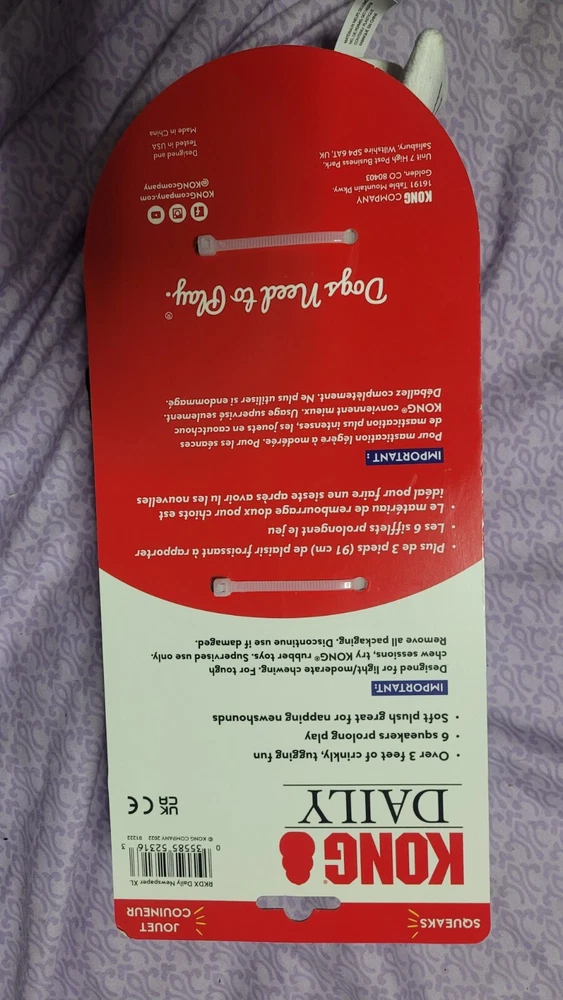 SQUEAKS
JOUET
COUINEUR
KONG®
DAILY
RKDX Daily Newspaper XL
0 35585 52316 3
© KONG COMPANY 2022 91222
UK
CA CE
• Over 3 feet of crinkly, tugging fun
• 6 squeakers prolong play
• Soft plush great for napping newshounds
IMPORTANT:
Designed for light/moderate chewing. For tough
chew sessions, try KONG® rubber toys. Supervised use only.
Remove all packaging. Discontinue use if damaged.
• Plus de 3 pieds (91 cm) de plaisir froissant à rapporter
• Les 6 sifflets prolongent le jeu
• Le matériau de rembourrage doux pour chiots est
idéal pour faire une sieste après avoir lu les nouvelles
IMPORTANT :
Pour mastication légère à modérée. Pour les séances
de mastication plus intenses, les jouets en caoutchouc
KONG® conviennent mieux. Usage supervisé seulement.
Déballez complètement. Ne plus utiliser si endommagé.
Dogs Need to Play.®
KONG COMPANY
16191 Table Mountain Pkwy.
Golden, CO 80403
Unit 7 High Post Business Park,
Salisbury, Wiltshire SP4 6AT, UK
KONGcompany.com
@KONGcompany
Designed and
Tested in USA
Made in China